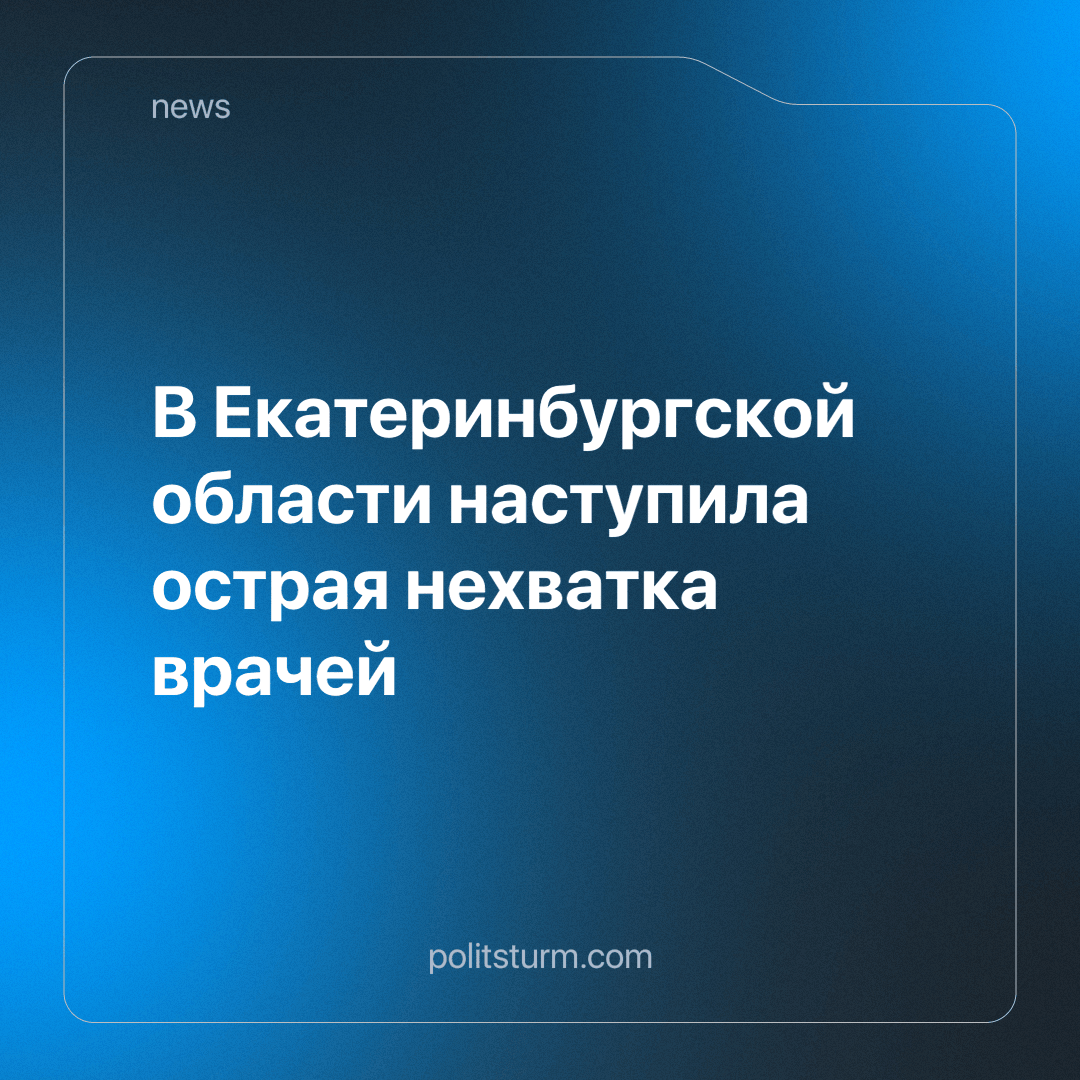 news
В Екатеринбургской
области наступила
острая нехватка
врачей
politsturm.com